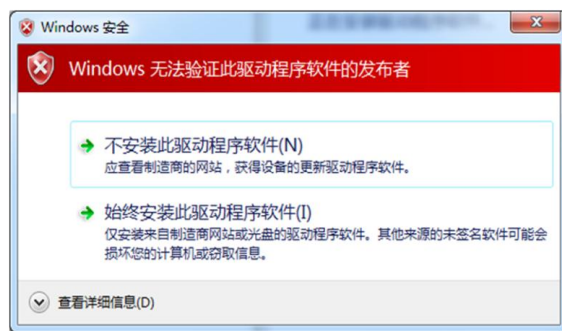 Windows 安全
Windows 无法验证此驱动程序软件的发布者
不安装此驱动程序软件(N)
应查看制造商的网站，获得设备的更新驱动程序软件。
始终安装此驱动程序软件(I)
仅安装来自制造商网站或光盘的驱动程序软件。其他来源的未签名软件可能会
损坏您的计算机或窃取信息。
查看详细信息(D)